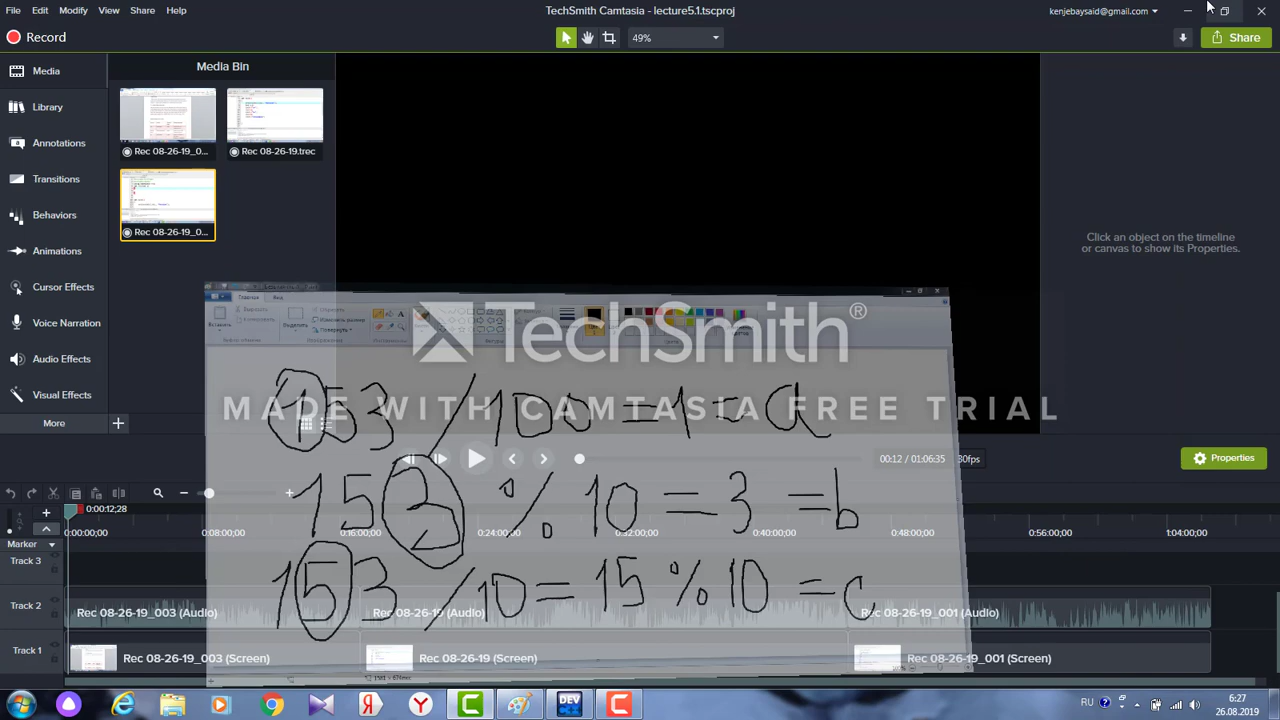 File Edit Modify View Share Help
TechSmith Camtasia - lecture5.1.tscproj
kenjebaysaid@gmail.com
Record
49%
Share
Media
Library
Annotations
Transitions
Behaviors
Animations
Cursor Effects
Voice Narration
Audio Effects
Visual Effects
More
Media Bin
Rec 08-26-19_0...
Rec 08-26-19.trec
Rec 08-26-19_0...
Click an object on the timeline
or canvas to show its Properties.
Главная Вид
TechSmith®
MADE WITH CAMTASIA FREE TRIAL
153 / 100 = 1 = a
153 % 10 = 3 = b
153 / 10 = 15 % 10 = c
00:12 / 01:06:35
30fps
Properties
0:00:12;28
0:00:00;00
0:08:00;00
0:16:00;00
0:24:00;00
0:32:00;00
0:40:00;00
0:48:00;00
0:56:00;00
1:04:00;00
Marker
Track 3
Track 2
Rec 08-26-19_003 (Audio)
Rec 08-26-19 (Audio)
Rec 08-26-19_001 (Audio)
Track 1
Rec 08-26-19_003 (Screen)
Rec 08-26-19 (Screen)
Rec 08-26-19_001 (Screen)
RU
6:27
26.08.2019